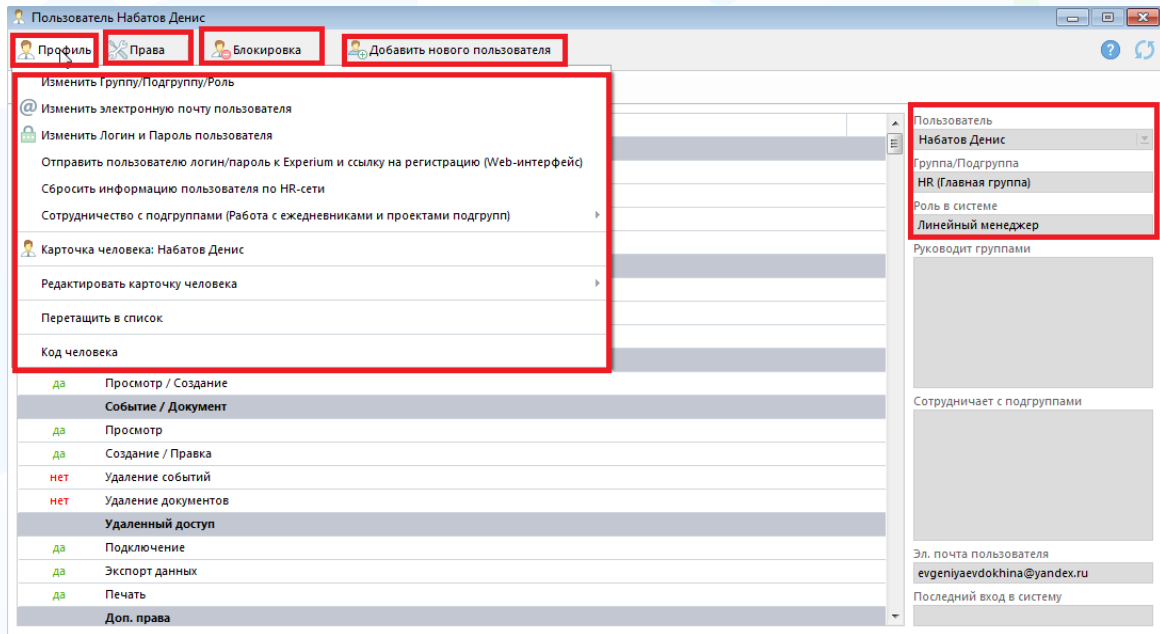 Пользователь Набатов Денис
Профиль Права Блокировка Добавить нового пользователя
Изменить Группу/Подгруппу/Роль
@ Изменить электронную почту пользователя
Изменить Логин и Пароль пользователя
Отправить пользователю логин/пароль к Experium и ссылку на регистрацию (Web-интерфейс)
Сбросить информацию пользователя по HR-сети
Сотрудничество с подгруппами (Работа с ежедневниками и проектами подгрупп)
Карточка человека: Набатов Денис
Редактировать карточку человека
Перетащить в список
Код человека
да Просмотр / Создание
Событие / Документ
да Просмотр
да Создание / Правка
нет Удаление событий
нет Удаление документов
Удаленный доступ
да Подключение
да Экспорт данных
да Печать
Доп. права
Пользователь
Набатов Денис
Группа/Подгруппа
HR (Главная группа)
Роль в системе
Линейный менеджер
Руководит группами
Сотрудничает с подгруппами
Эл. почта пользователя
evgeniyaevdokhina@yandex.ru
Последний вход в систему